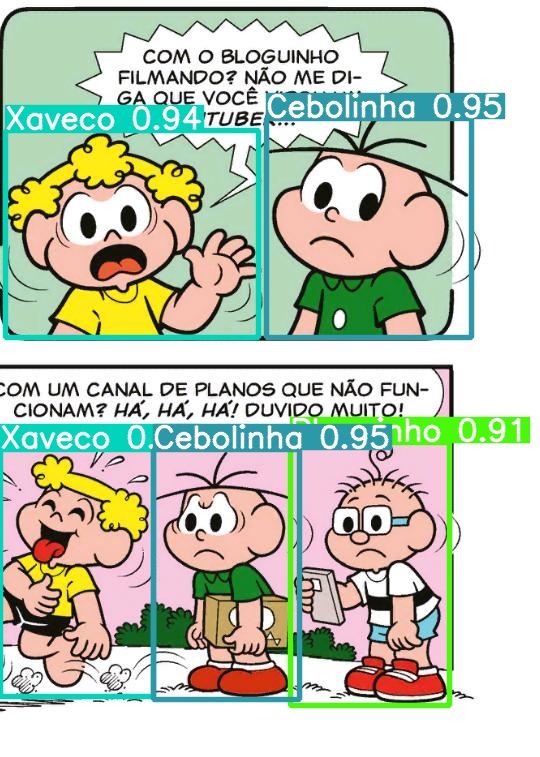 COM O BLOGUINHO
FILMANDO? NÃO ME DI-
GA QUE VOCÊ
Xaveco 0.94
Cebolinha 0.95
COM UM CANAL DE PLANOS QUE NÃO FUN-
CIONAM? HÁ, HÁ, HÁ! DUVIDO MUITO!
Xaveco 0.
Cebolinha 0.95
nho 0.91